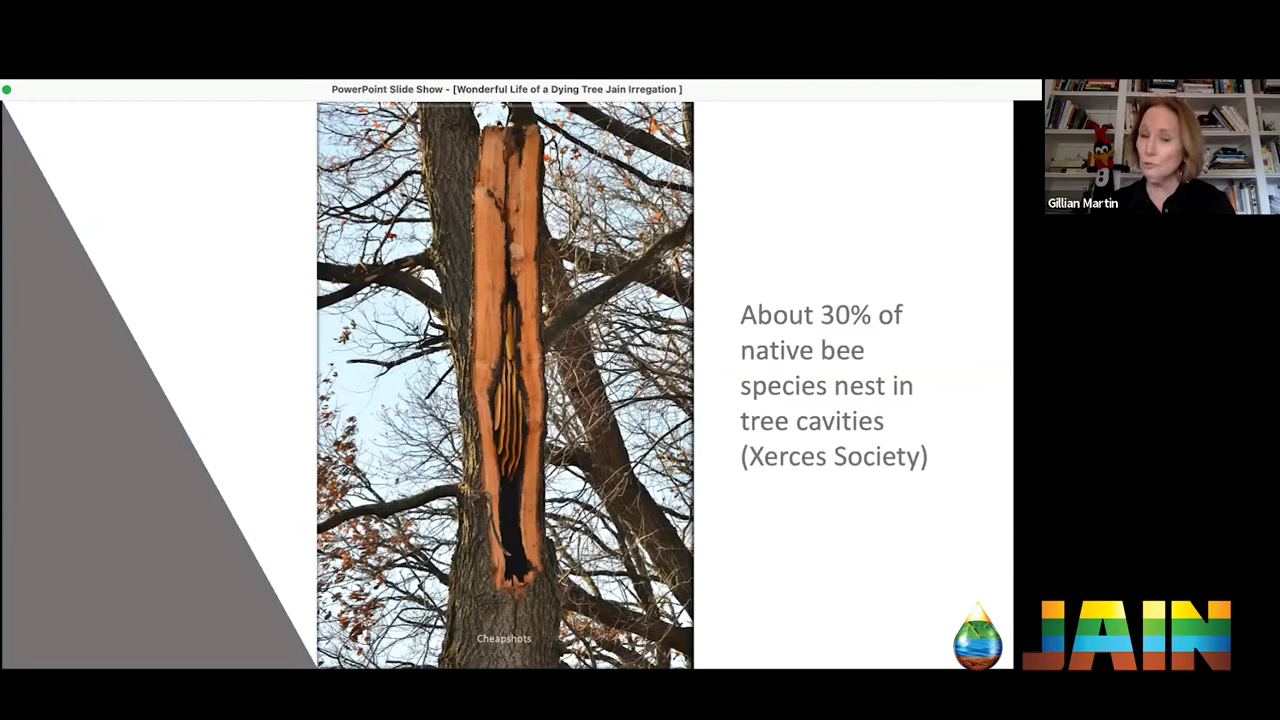 PowerPoint Slide Show - [Wonderful Life of a Dying Tree Jain Irregation ]
Gillian Martin
About 30% of
native bee
species nest in
tree cavities
(Xerces Society)
Cheapshots
JAIN